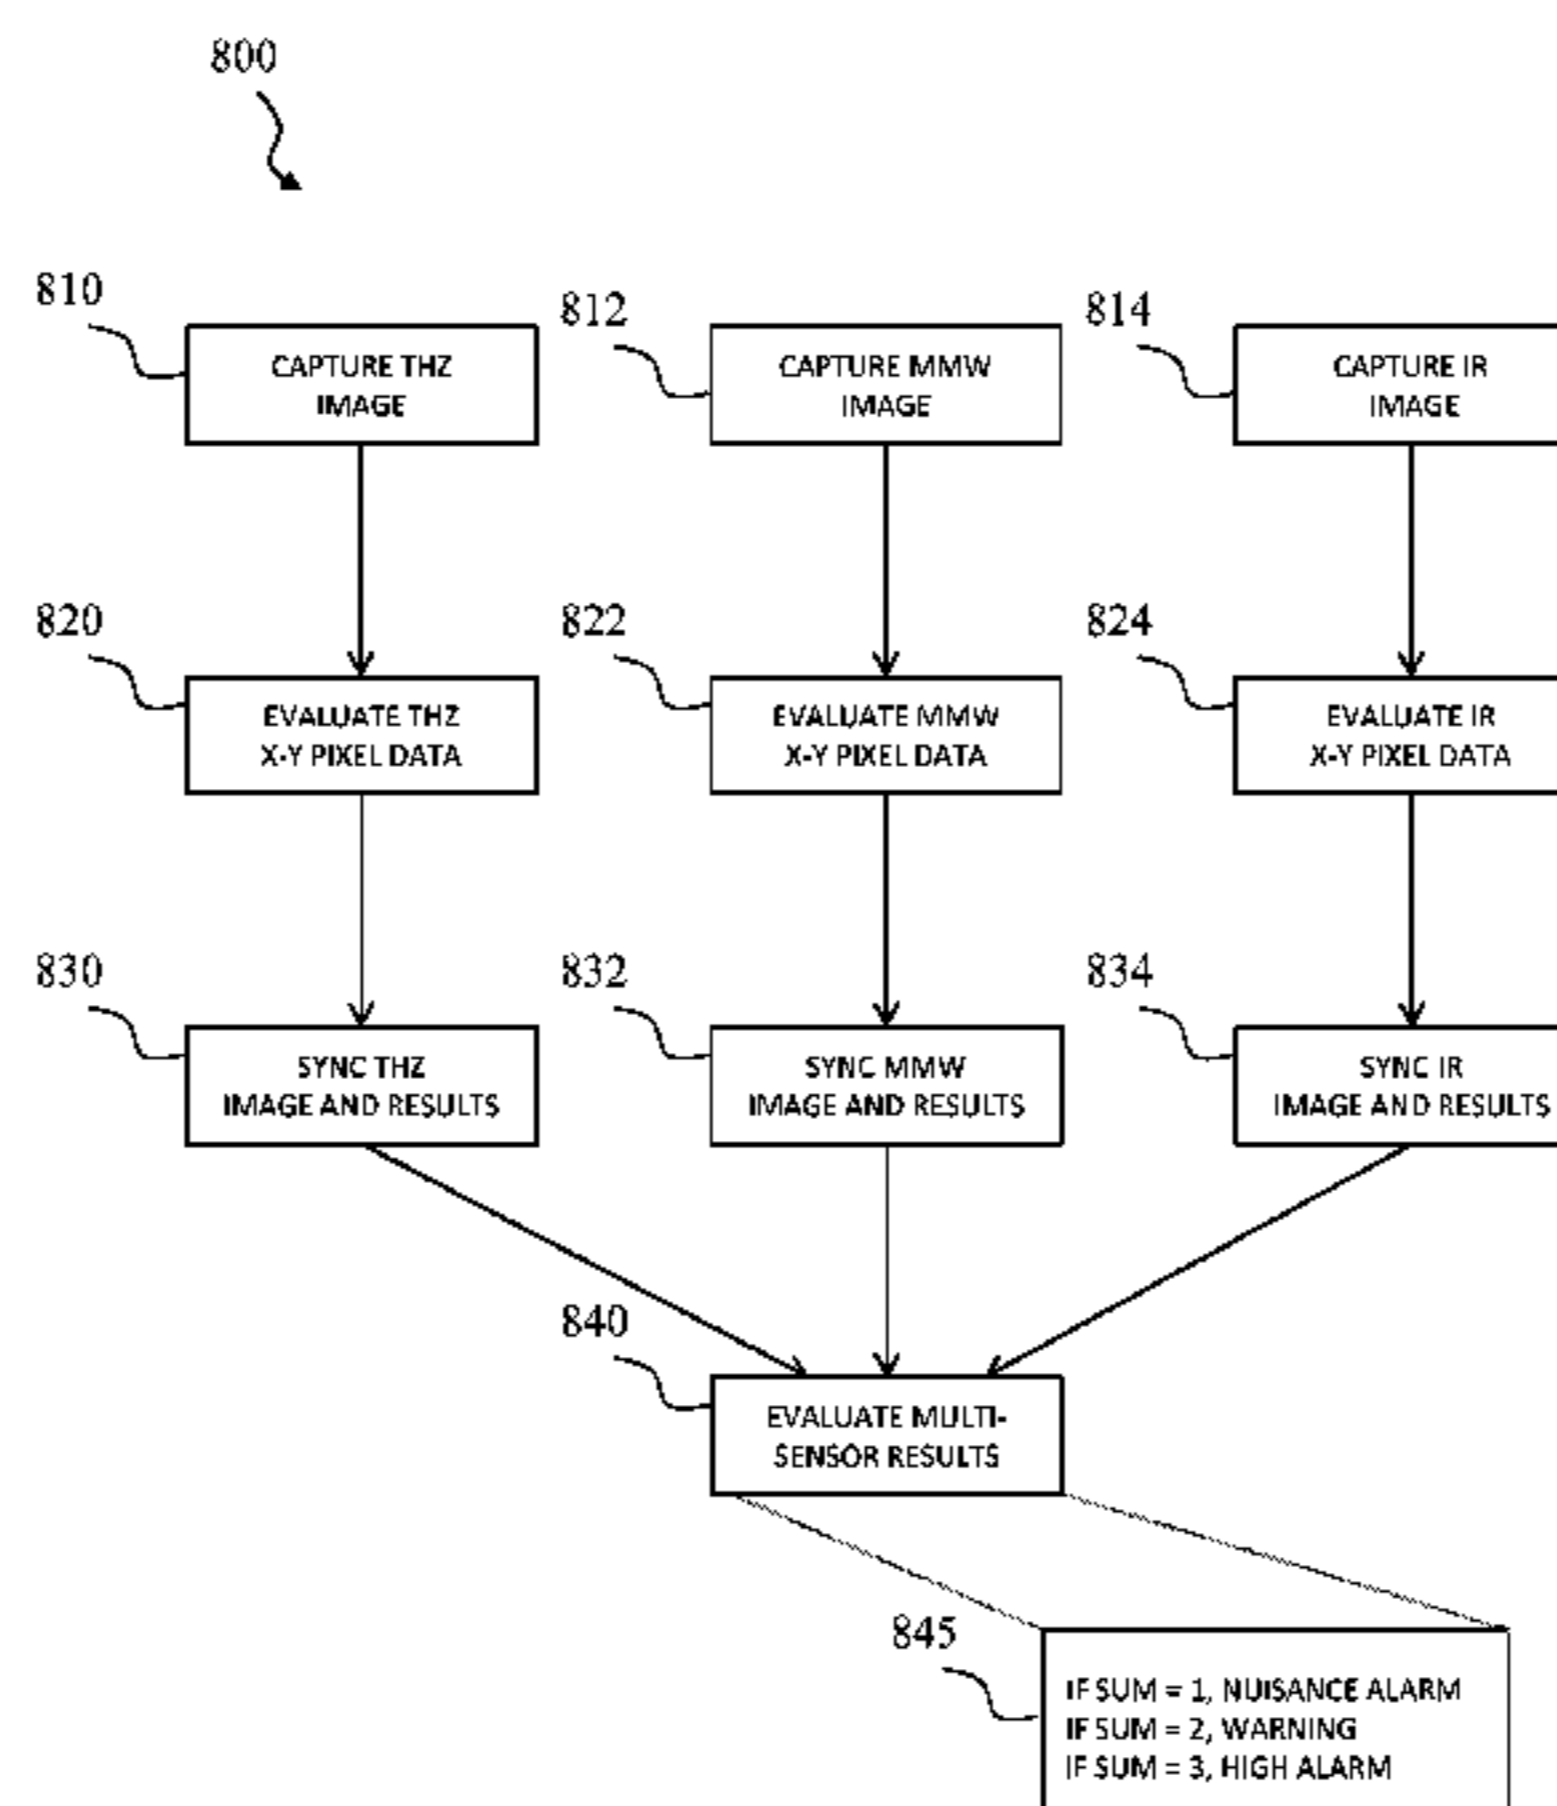 800
810
CAPTURE THZ
IMAGE
812
CAPTURE MMW
IMAGE
814
CAPTURE IR
IMAGE
820
EVALUATE THZ
X-Y PIXEL DATA
822
EVALUATE MMW
X-Y PIXEL DATA
824
EVALUATE IR
X-Y PIXEL DATA
830
SYNC THZ
IMAGE AND RESULTS
832
SYNC MMW
IMAGE AND RESULTS
834
SYNC IR
IMAGE AND RESULTS
840
EVALUATE MULTI-
SENSOR RESULTS
845
IF SUM = 1, NUISANCE ALARM
IF SUM = 2, WARNING
IF SUM = 3, HIGH ALARM